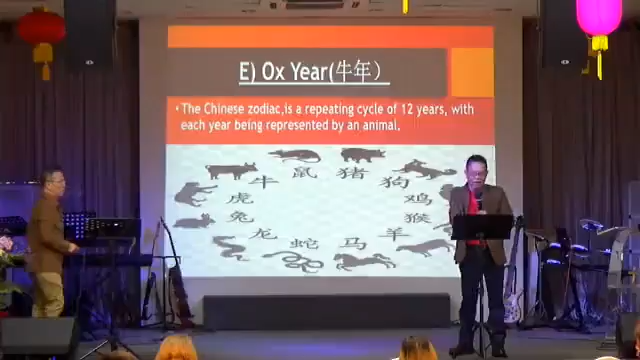 E) Ox Year(牛年）
•The Chinese zodiac,is a repeating cycle of 12 years, with
each year being represented by an animal.
牛 鼠 猪 狗
虎 鸡
兔 猴
龙 蛇 马 羊